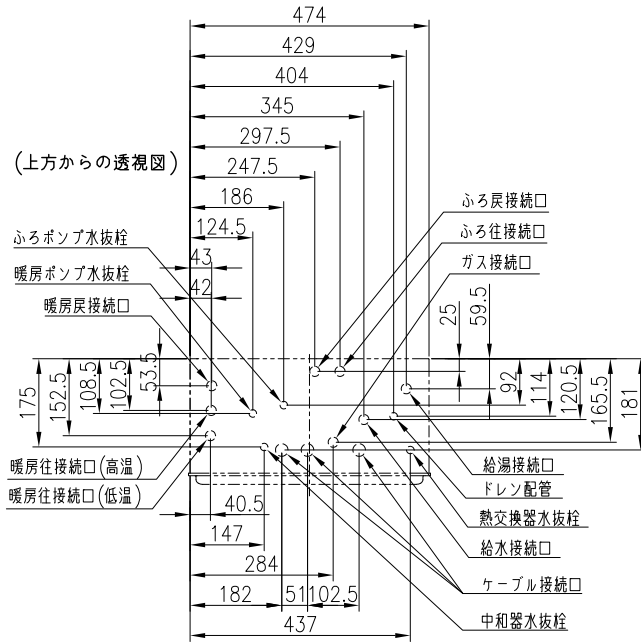 474
429
404
345
297.5
(上方からの透視図)
247.5
186
ふろ戻接続口
124.5
ふろポンプ水抜栓
ふろ往接続口
43
暖房ポンプ水抜栓
ガス接続口
42
暖房戻接続口
25
59.5
175
152.5
108.5
102.5
53.5
92
114
120.5
165.5
181
暖房往接続口(高温)
給湯接続口
暖房往接続口(低温)
ドレン配管
40.5
熱交換器水抜栓
147
給水接続口
284
ケーブル接続口
182
51
102.5
中和器水抜栓
437